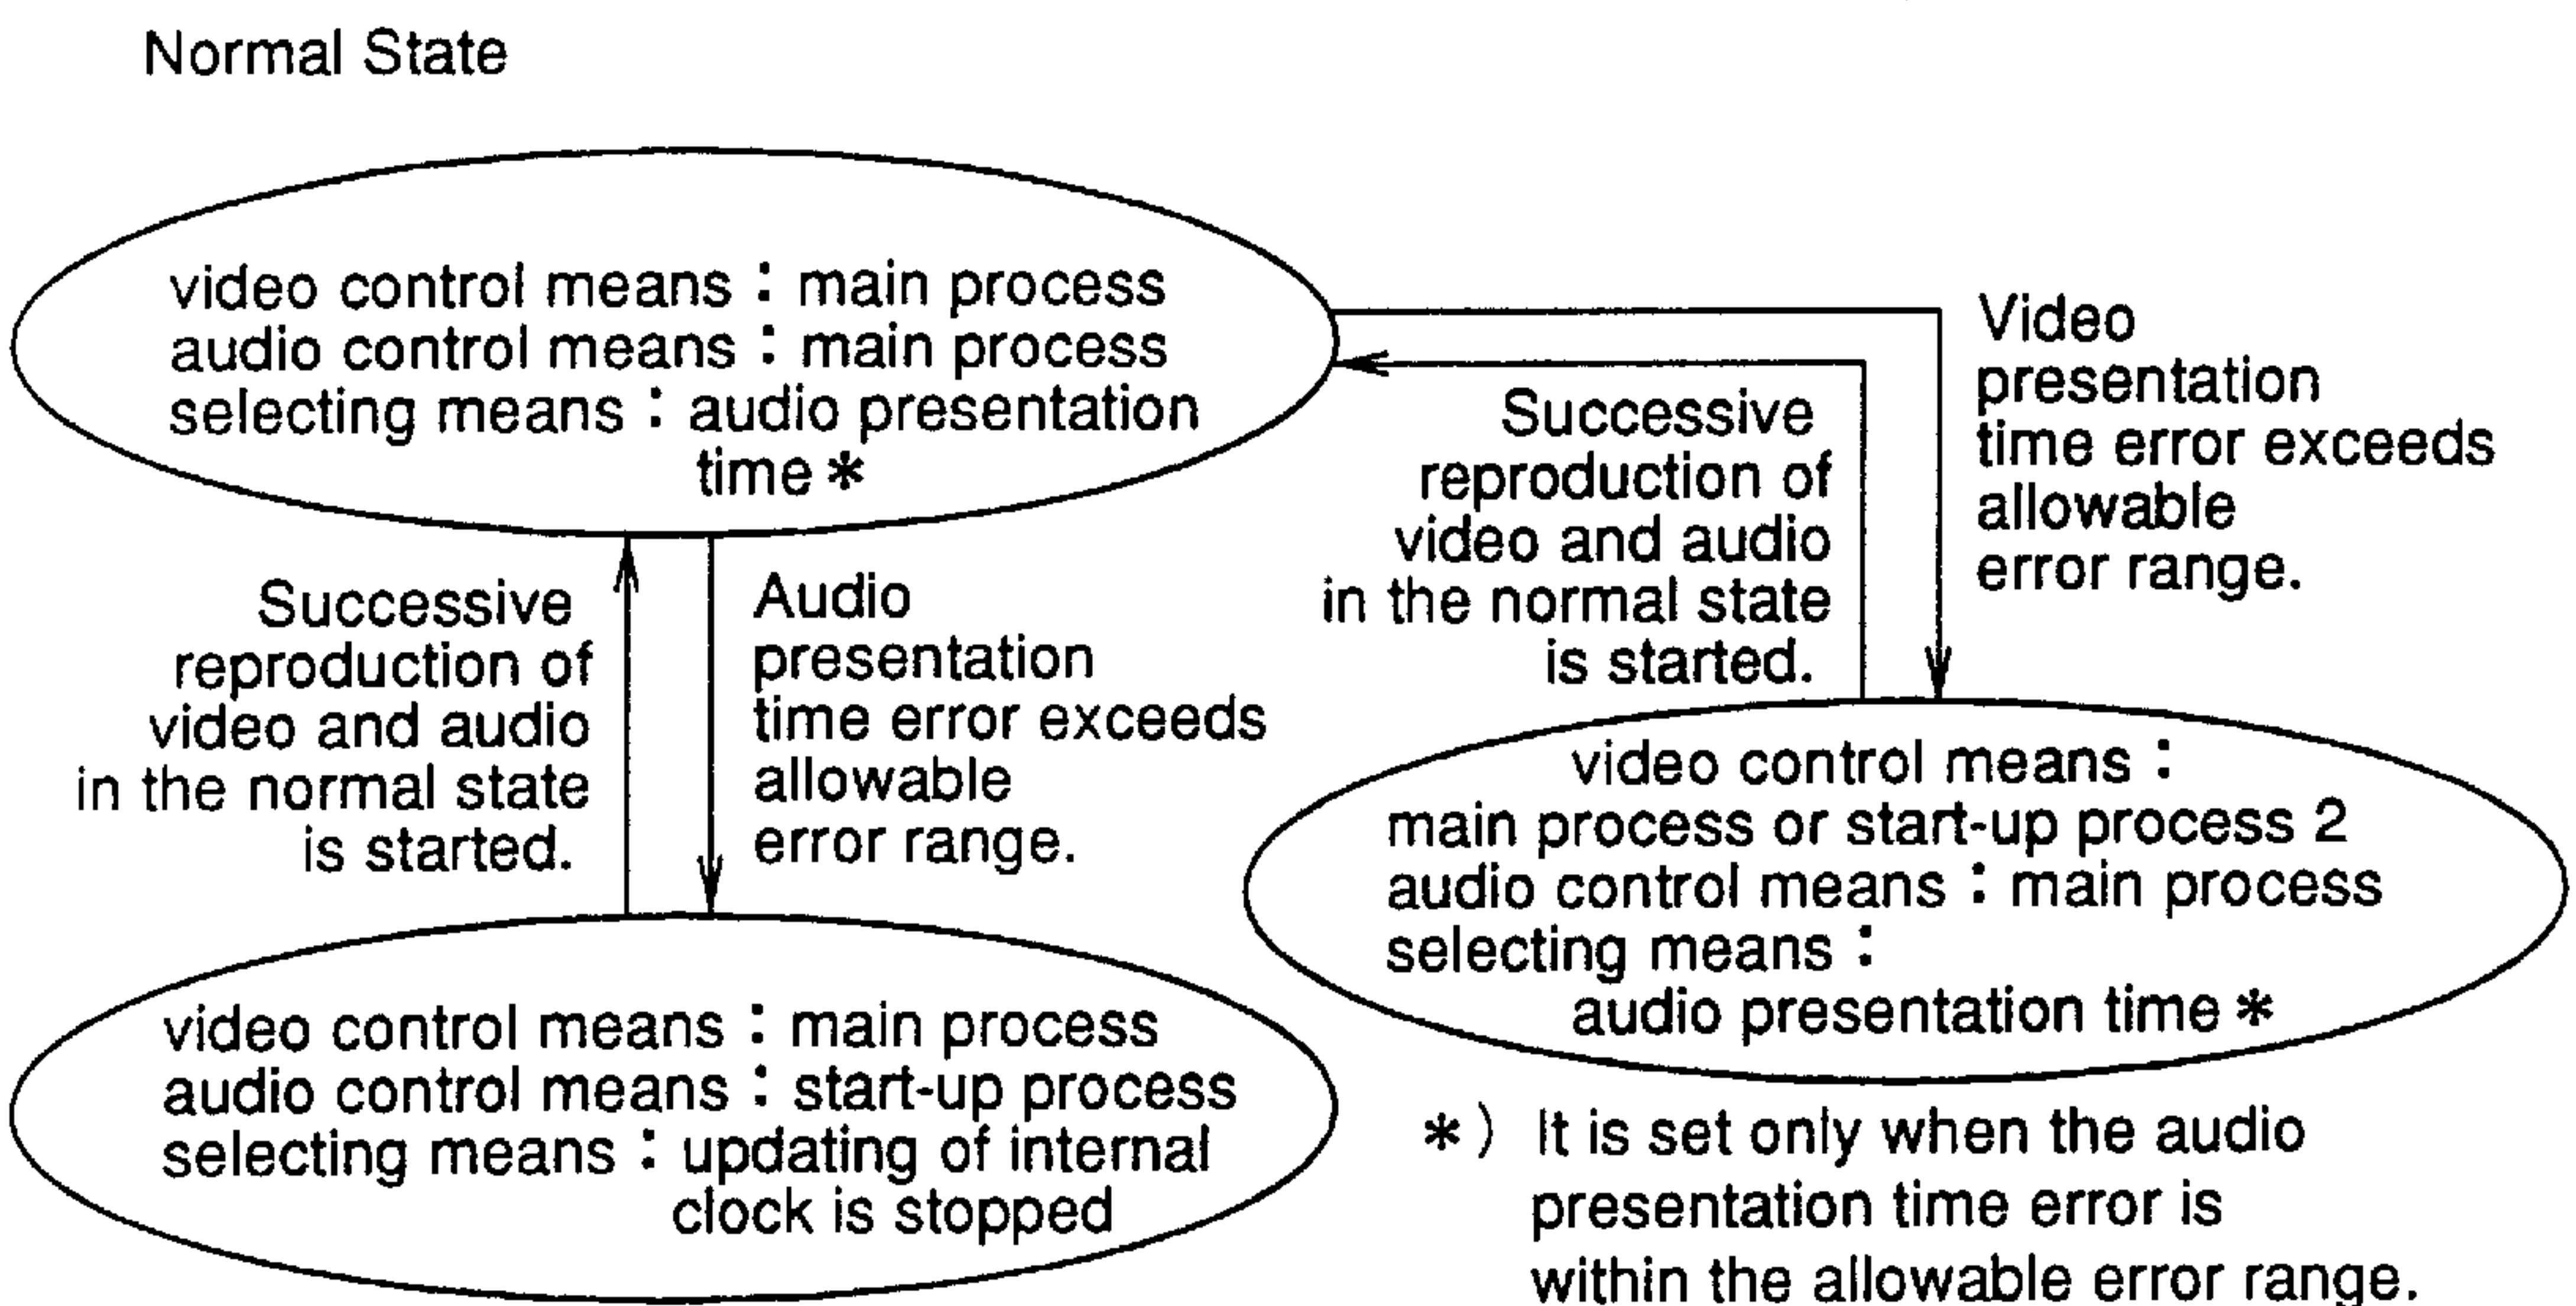 Normal State
video control means : main process
audio control means : main process
selecting means : audio presentation
time *
Video
presentation
time error exceeds
allowable
error range.
Successive
reproduction of
video and audio
in the normal state
is started.
Successive
reproduction of
video and audio
in the normal state
is started.
Audio
presentation
time error exceeds
allowable
error range.
video control means :
main process or start-up process 2
audio control means : main process
selecting means :
audio presentation time *
video control means : main process
audio control means : start-up process
selecting means : updating of internal
clock is stopped
* ) It is set only when the audio
presentation time error is
within the allowable error range.